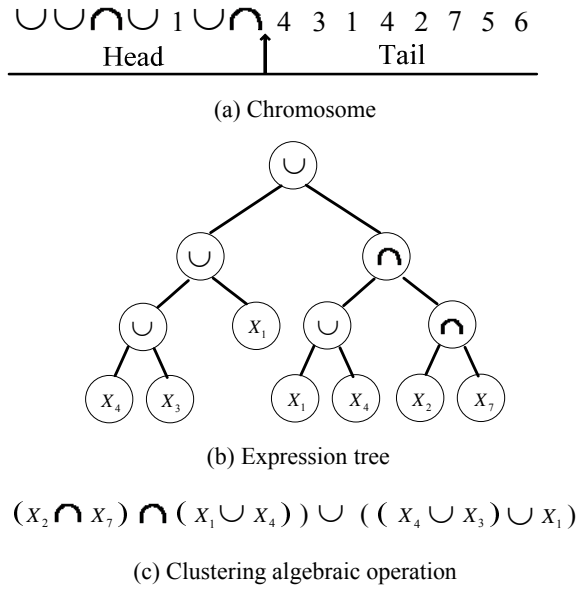 ∪ ∪ ∩ ∪ 1 ∪ ∩ 4 3 1 4 2 7 5 6
Head Tail
(a) Chromosome
∪
∪ ∩
∪ X₁ ∪ ∩
X₄ X₃ X₁ X₄ X₂ X₇
(b) Expression tree
(X₂ ∩ X₇) ∩ (X₁ ∪ X₄)) ∪ ((X₄ ∪ X₃) ∪ X₁)
(c) Clustering algebraic operation